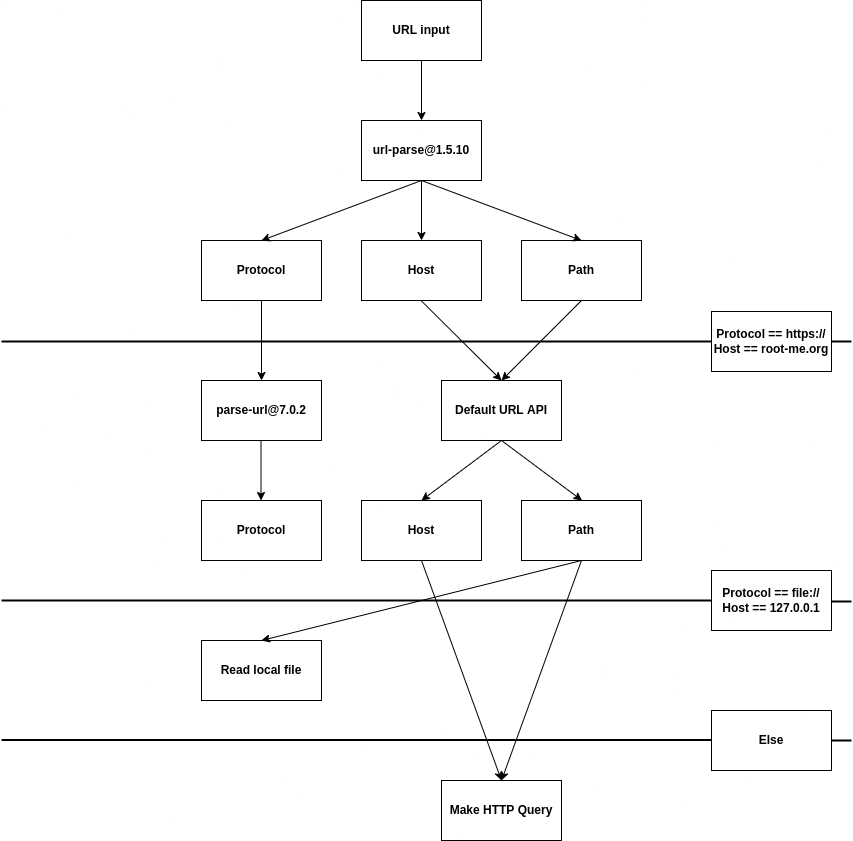 URL input
url-parse@1.5.10
Protocol
Host
Path
Protocol == https://
Host == root-me.org
parse-url@7.0.2
Default URL API
Protocol
Host
Path
Protocol == file://
Host == 127.0.0.1
Read local file
Else
Make HTTP Query